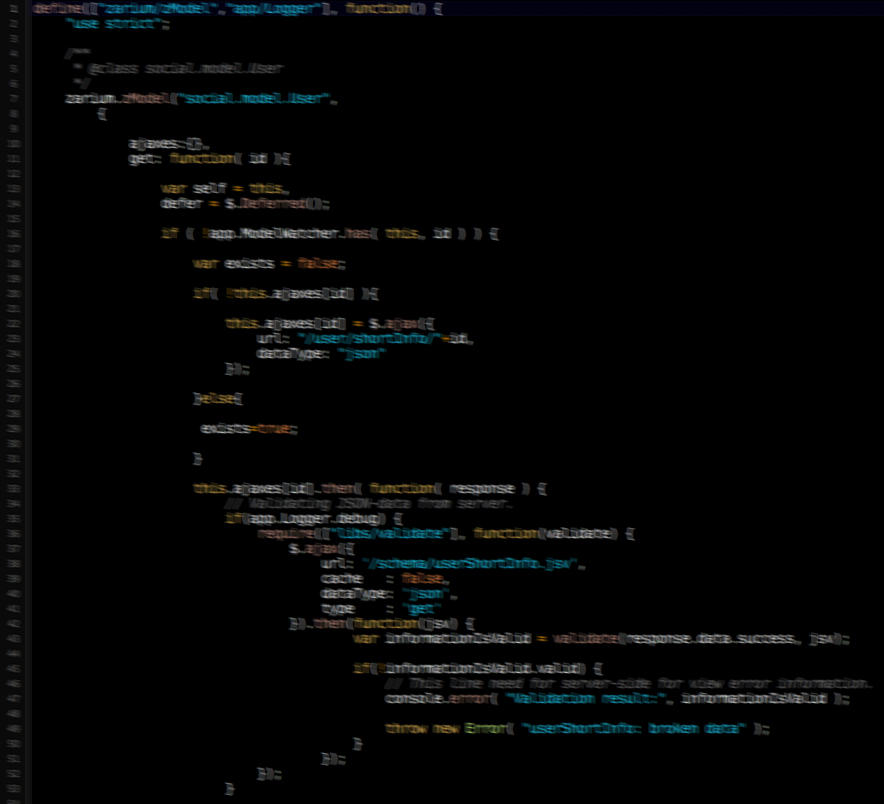 1 define(["zarium/zModel","app/Logger"], function() {
2 "use strict";
3
4 /**
5 * @class social.model.User
6 */
7 zarium.zModel("social.model.User",
8 {
9
10 ajaxes:{},
11 get: function( id ){
12
13 var self = this,
14 defer = $.Deferred();
15
16 if ( !app.ModelWatcher.has( this, id ) ) {
17
18 var exists = false;
19
20 if( !this.ajaxes[id] ){
21
22 this.ajaxes[id] = $.ajax({
23 url: "/user/shortInfo/"+id,
24 dataType: "json"
25 });
26
27 }else{
28
29 exists=true;
30
31 }
32
33 this.ajaxes[id].then( function( response ) {
34 /// Validating JSON-data from server.
35 if(app.Logger.debug) {
36 require(["libs/validate"], function(validate) {
37 $.ajax({
38 url: "/schema/userShortInfo.jsv",
39 cache : false,
40 dataType: "json",
41 type : "get"
42 }).then(function(jsv) {
43 var informationIsValid = validate(response.data.success, jsv);
44
45 if(!informationIsValid.valid) {
46 /// This line need for server-side for view error information.
47 console.error( "Validation result:", informationIsValid );
48
49 throw new Error( "userShortInfo: broken data" );
50 }
51 });
52 });
53 }